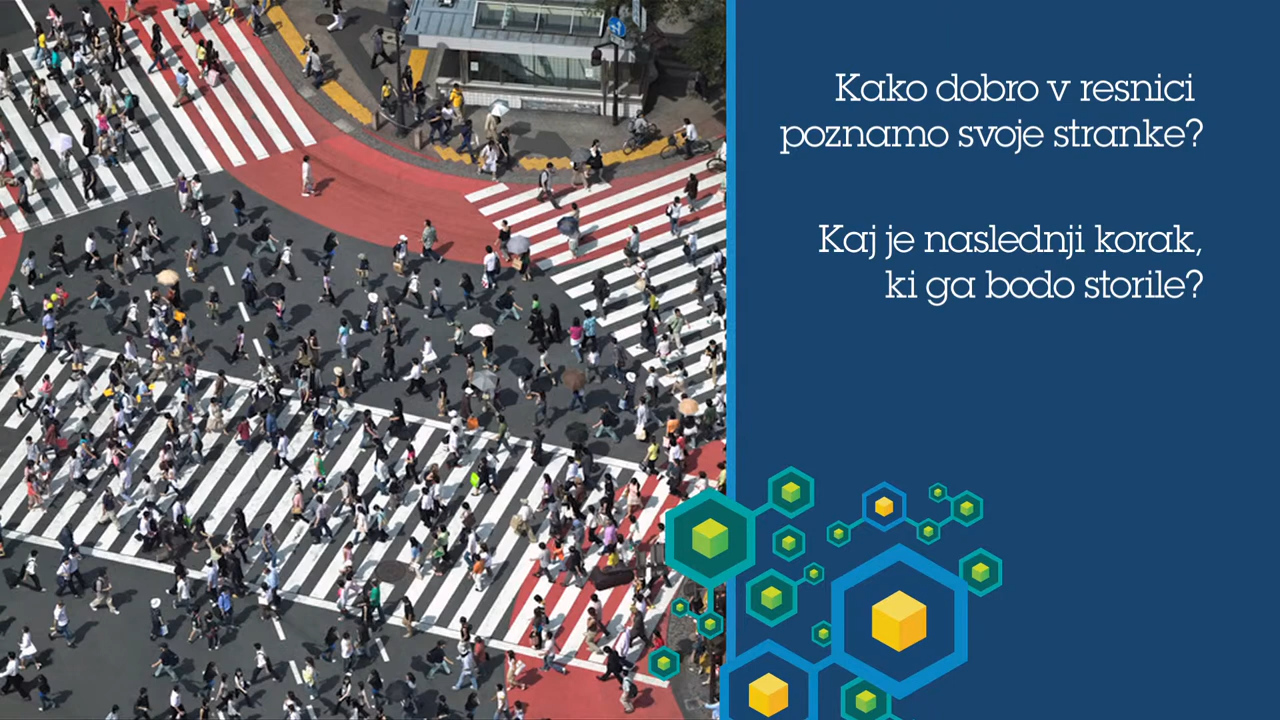 Kako dobro v resnici
poznamo svoje stranke?
Kaj je naslednji korak,
ki ga bodo storile?